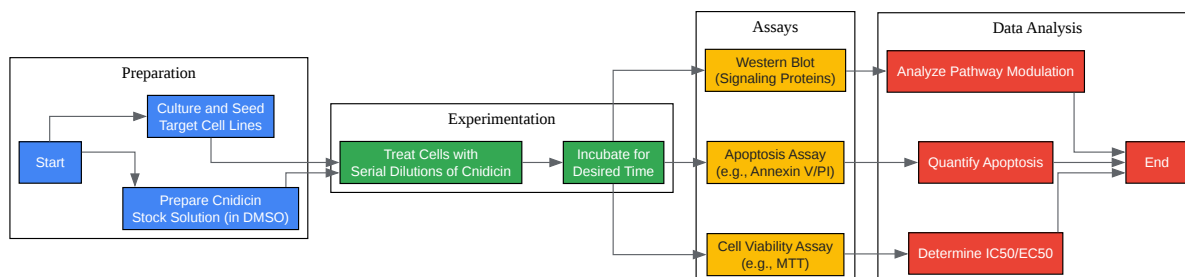 Preparation
Start
Culture and Seed
Target Cell Lines
Prepare Cnidicin
Stock Solution (in DMSO)
Experimentation
Treat Cells with
Serial Dilutions of Cnidicin
Incubate for
Desired Time
Assays
Western Blot
(Signaling Proteins)
Apoptosis Assay
(e.g., Annexin V/PI)
Cell Viability Assay
(e.g., MTT)
Data Analysis
Analyze Pathway Modulation
Quantify Apoptosis
Determine IC50/EC50
End